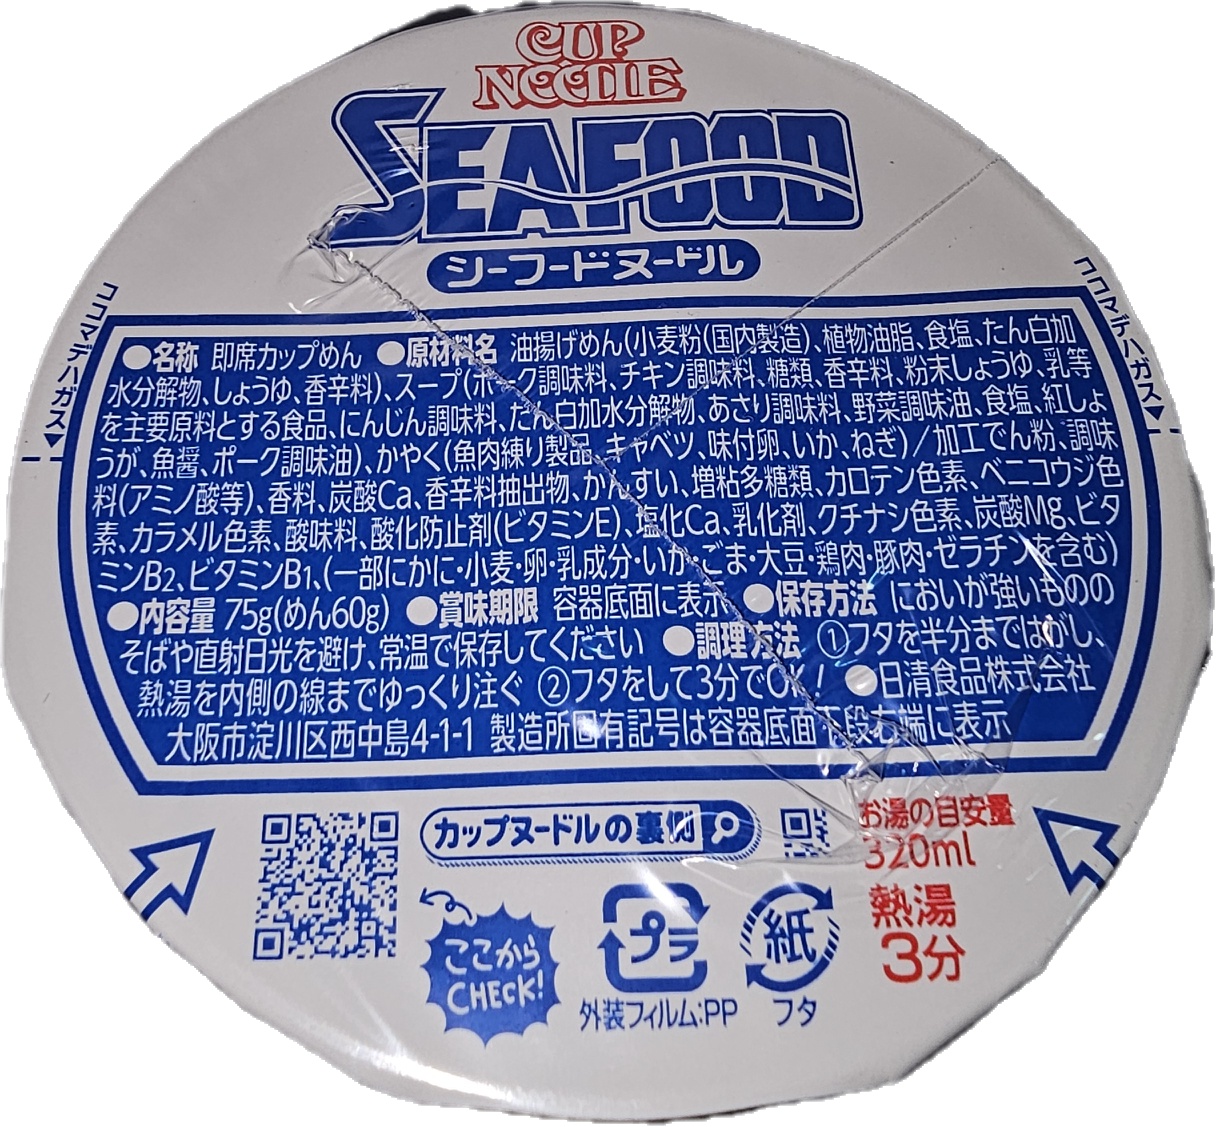 CUP
NOODLE
SEAFOOD
シーフードヌードル
ココマデハガス▼
ココマデハガス▼
●名称 即席カップめん ●原材料名 油揚げめん(小麦粉(国内製造)、植物油脂、食塩、たん白加
水分解物、しょうゆ、香辛料)、スープ(ポーク調味料、チキン調味料、糖類、香辛料、粉末しょうゆ、乳等
を主要原料とする食品、にんじん調味料、たん白加水分解物、あさり調味料、野菜調味油、食塩、紅しょ
うが、魚醤、ポーク調味油)、かやく(魚肉練り製品、キャベツ、味付卵、いか、ねぎ)/加工でん粉、調味
料(アミノ酸等)、香料、炭酸Ca、香辛料抽出物、かんすい、増粘多糖類、カロテン色素、ベニコウジ色
素、カラメル色素、酸味料、酸化防止剤(ビタミンE)、塩化Ca、乳化剤、クチナシ色素、炭酸Mg、ビタ
ミンB2、ビタミンB1、(一部にかに・小麦・卵・乳成分・いか・ごま・大豆・鶏肉・豚肉・ゼラチンを含む)
●内容量 75g(めん60g) ●賞味期限 容器底面に表示 ●保存方法 においが強いものの
そばや直射日光を避け、常温で保存してください ●調理方法 ①フタを半分まではがし、
熱湯を内側の線までゆっくり注ぐ ②フタをして3分でOK! ●日清食品株式会社
大阪市淀川区西中島4-1-1 製造所固有記号は容器底面下段右端に表示
カップヌードルの裏側
お湯の目安量
320ml
熱湯
3分
ここから
CHECK!
プラ
外装フィルム:PP
紙
フタ